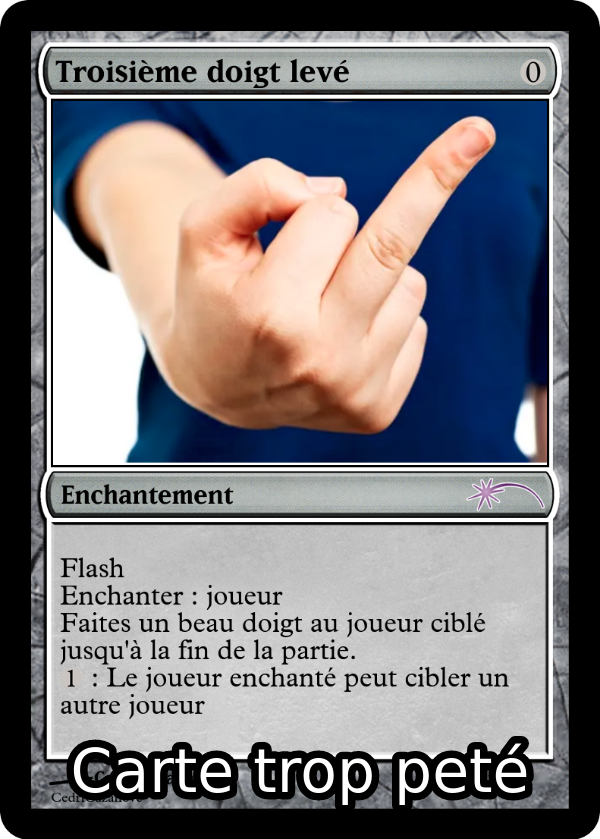 Troisième doigt levé 0
Enchantement
Flash
Enchanter : joueur
Faites un beau doigt au joueur ciblé
jusqu'à la fin de la partie.
1 : Le joueur enchanté peut cibler un
autre joueur
Carte trop peté